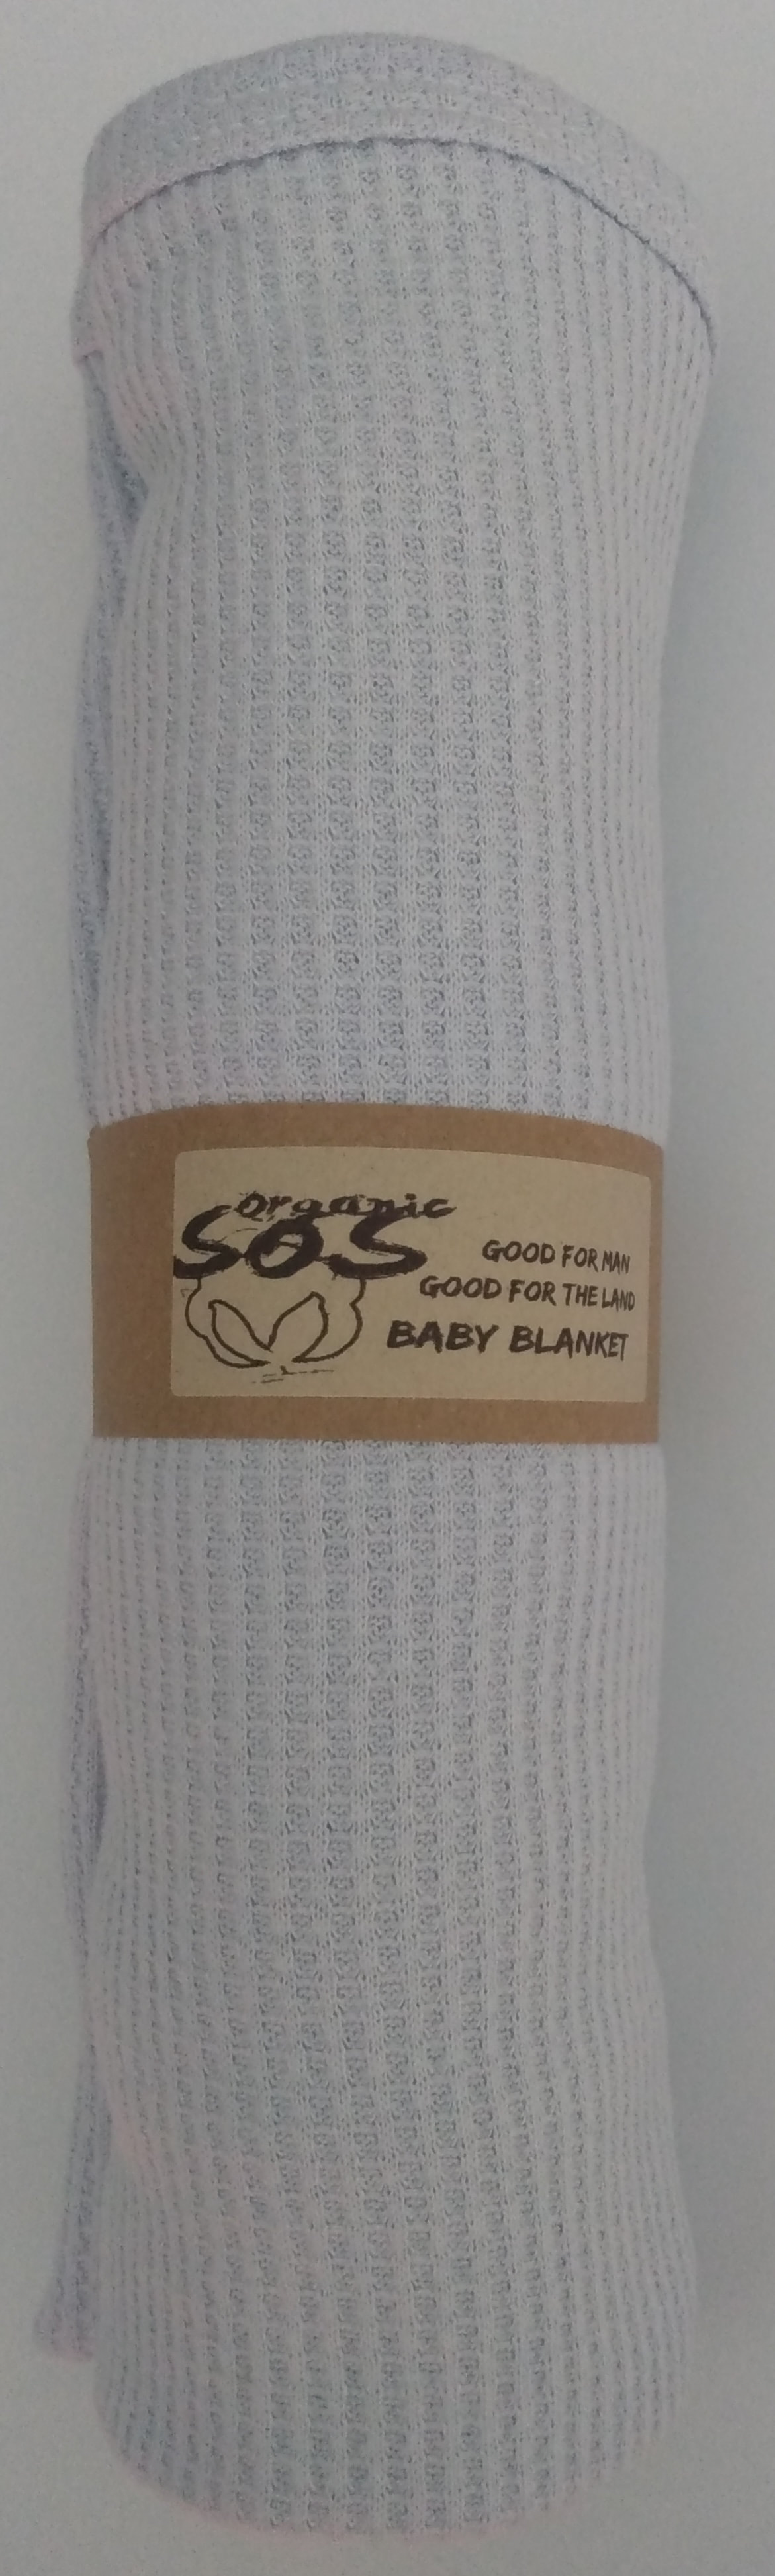 organic
SOS
GOOD FOR MAN
GOOD FOR THE LAND
BABY BLANKET